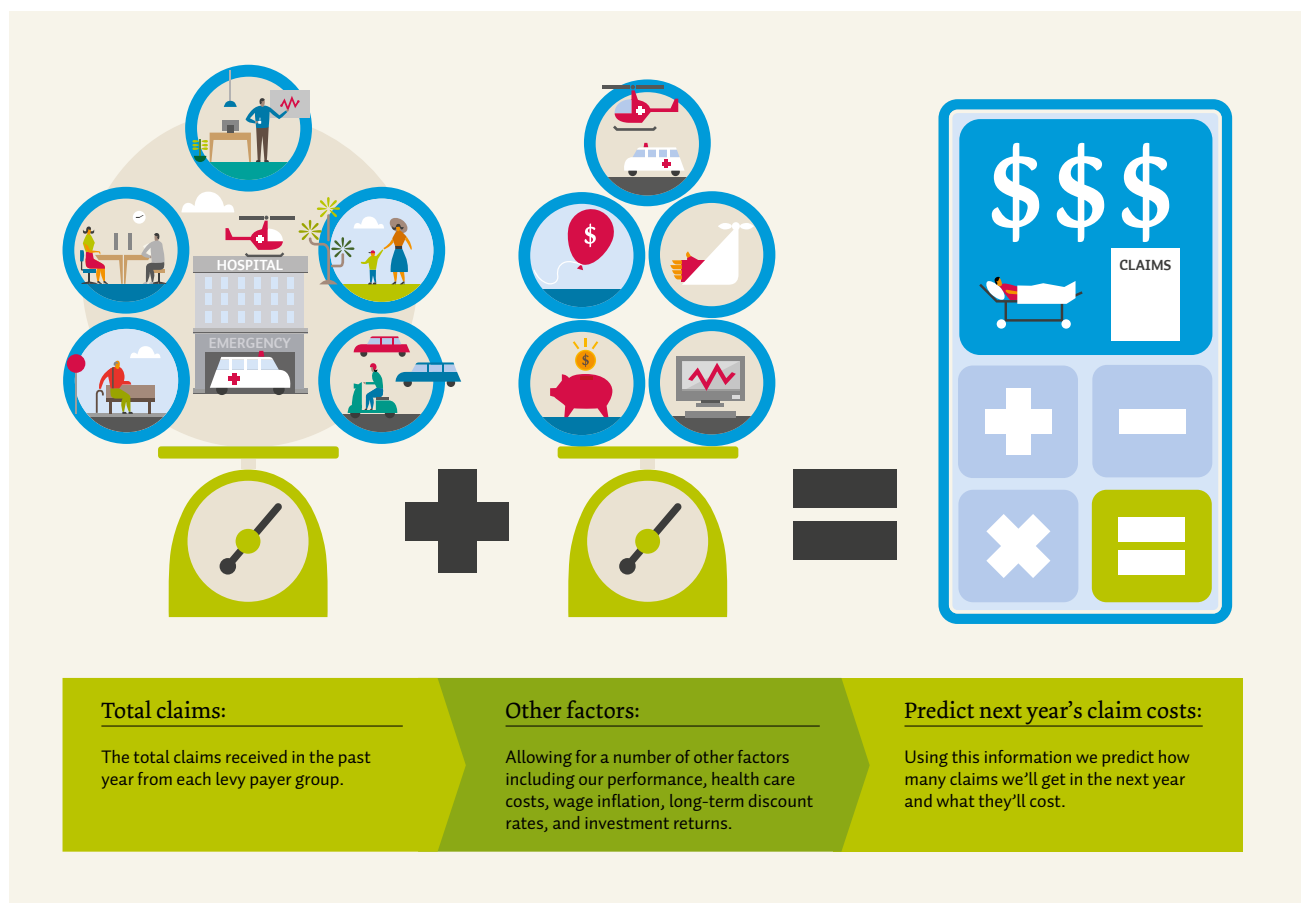 HOSPITAL
EMERGENCY
$
$
$ $ $
CLAIMS
Total claims:
The total claims received in the past
year from each levy payer group.
Other factors:
Allowing for a number of other factors
including our performance, health care
costs, wage inflation, long-term discount
rates, and investment returns.
Predict next year’s claim costs:
Using this information we predict how
many claims we’ll get in the next year
and what they’ll cost.